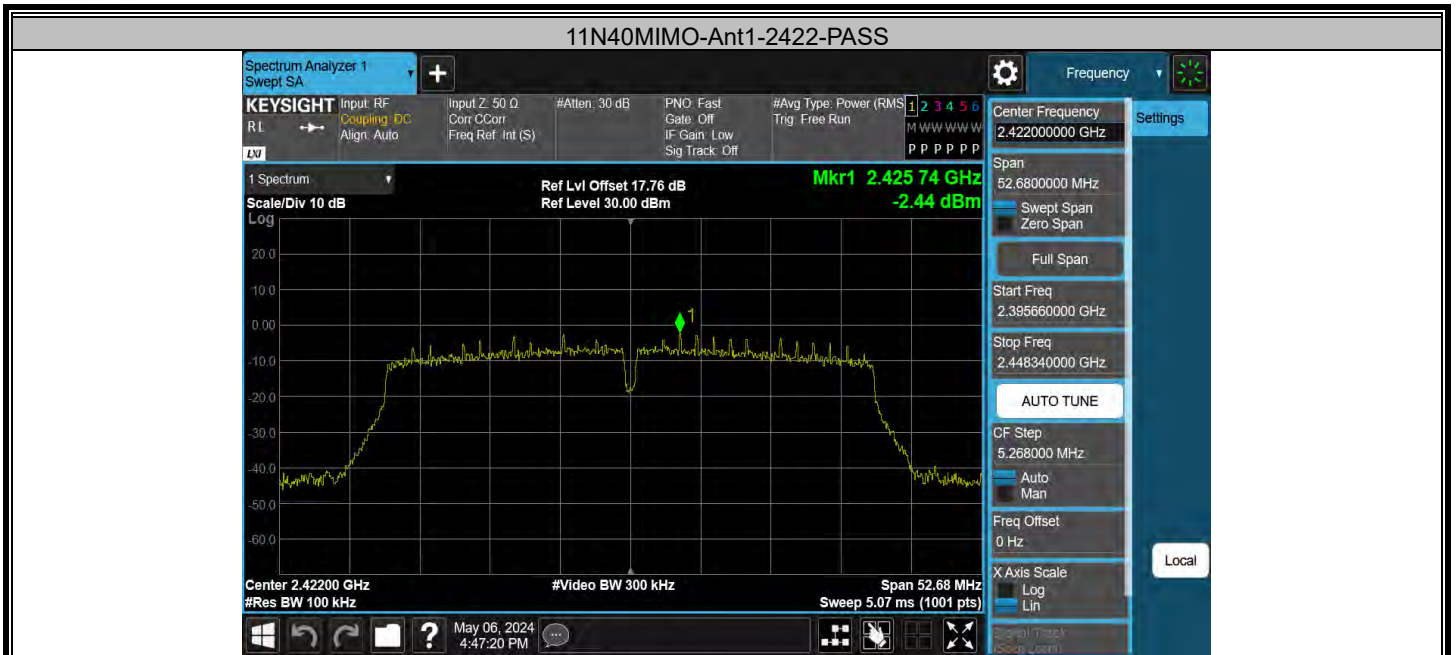 11N40MIMO-Ant1-2422-PASS
Spectrum Analyzer 1
Swept SA
Frequency
KEYSIGHT
RL
LXI
Input: RF
Coupling: DC
Align: Auto
Input Z: 50 Ω
Corr CCorr
Freq Ref: Int (S)
#Atten: 30 dB
PNO: Fast
Gate: Off
IF Gain: Low
Sig Track: Off
#Avg Type: Power (RMS
Trig: Free Run
1 2 3 4 5 6
M W W W W W
P P P P P P
1 Spectrum
Scale/Div 10 dB
Log
Ref Lvl Offset 17.76 dB
Ref Level 30.00 dBm
Mkr1 2.425 74 GHz
-2.44 dBm
20.0
10.0
0.00
-10.0
-20.0
-30.0
-40.0
-50.0
-60.0
1
Center 2.42200 GHz
#Res BW 100 kHz
#Video BW 300 kHz
Span 52.68 MHz
Sweep 5.07 ms (1001 pts)
Center Frequency
2.422000000 GHz
Settings
Span
52.6800000 MHz
Swept Span
Zero Span
Full Span
Start Freq
2.395660000 GHz
Stop Freq
2.448340000 GHz
AUTO TUNE
CF Step
5.268000 MHz
Auto
Man
Freq Offset
0 Hz
X Axis Scale
Log
Lin
Local
Signal Track
(Span Zoom)
?
May 06, 2024
4:47:20 PM